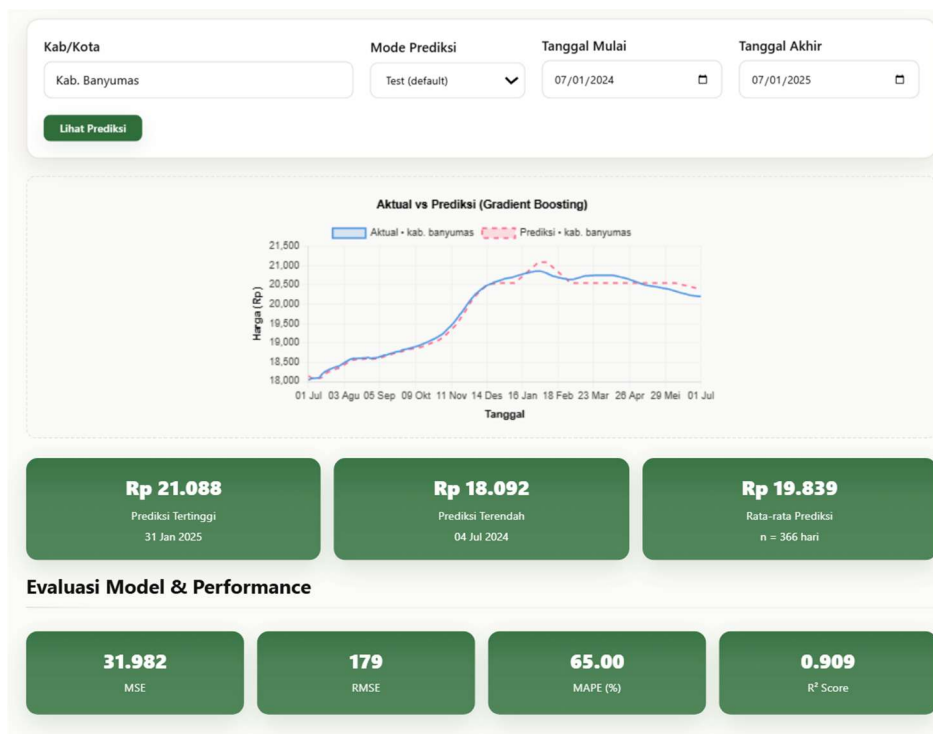 Kab/Kota Mode Prediksi Tanggal Mulai Tanggal Akhir
Kab. Banyumas Test (default) 07/01/2024 07/01/2025
Lihat Prediksi
Aktual vs Prediksi (Gradient Boosting)
Aktual • kab. banyumas Prediksi • kab. banyumas
21,500
21,000
20,500
20,000
19,500
19,000
18,500
18,000
Harga (Rp)
01 Jul 03 Agu 05 Sep 09 Okt 11 Nov 14 Des 16 Jan 18 Feb 23 Mar 26 Apr 29 Mei 01 Jul
Tanggal
Rp 21.088 Rp 18.092 Rp 19.839
Prediksi Tertinggi Prediksi Terendah Rata-rata Prediksi
31 Jan 2025 04 Jul 2024 n = 366 hari
Evaluasi Model & Performance
31.982 179 65.00 0.909
MSE RMSE MAPE (%) R² Score